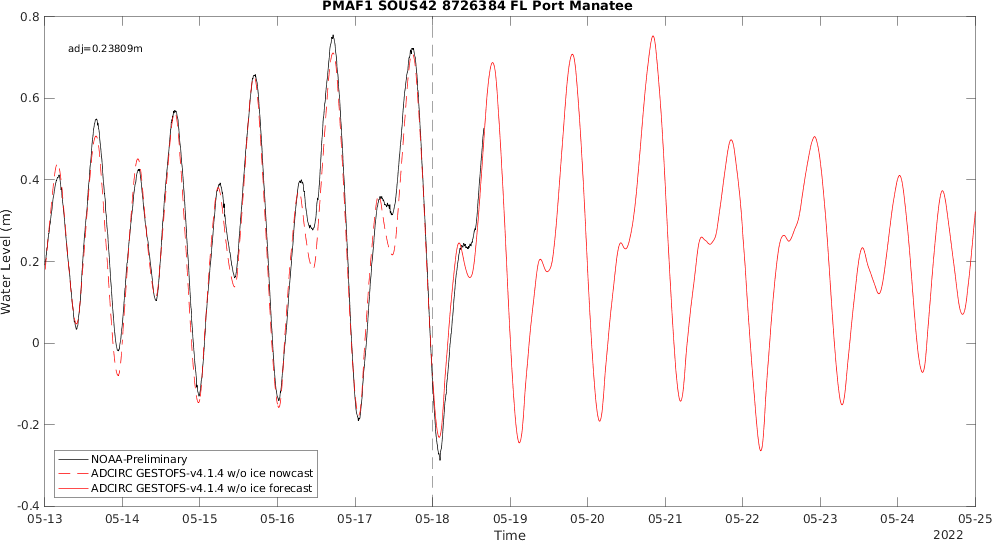 PMAF1 SOUS42 8726384 FL Port Manatee
0.8
adj=0.23809m
0.6
0.4
0.2
0
-0.2
-0.4
Water Level (m)
NOAA-Preliminary
ADCIRC GESTOFS-v4.1.4 w/o ice nowcast
ADCIRC GESTOFS-v4.1.4 w/o ice forecast
05-13 05-14 05-15 05-16 05-17 05-18 05-19 05-20 05-21 05-22 05-23 05-24 05-25
Time
2022